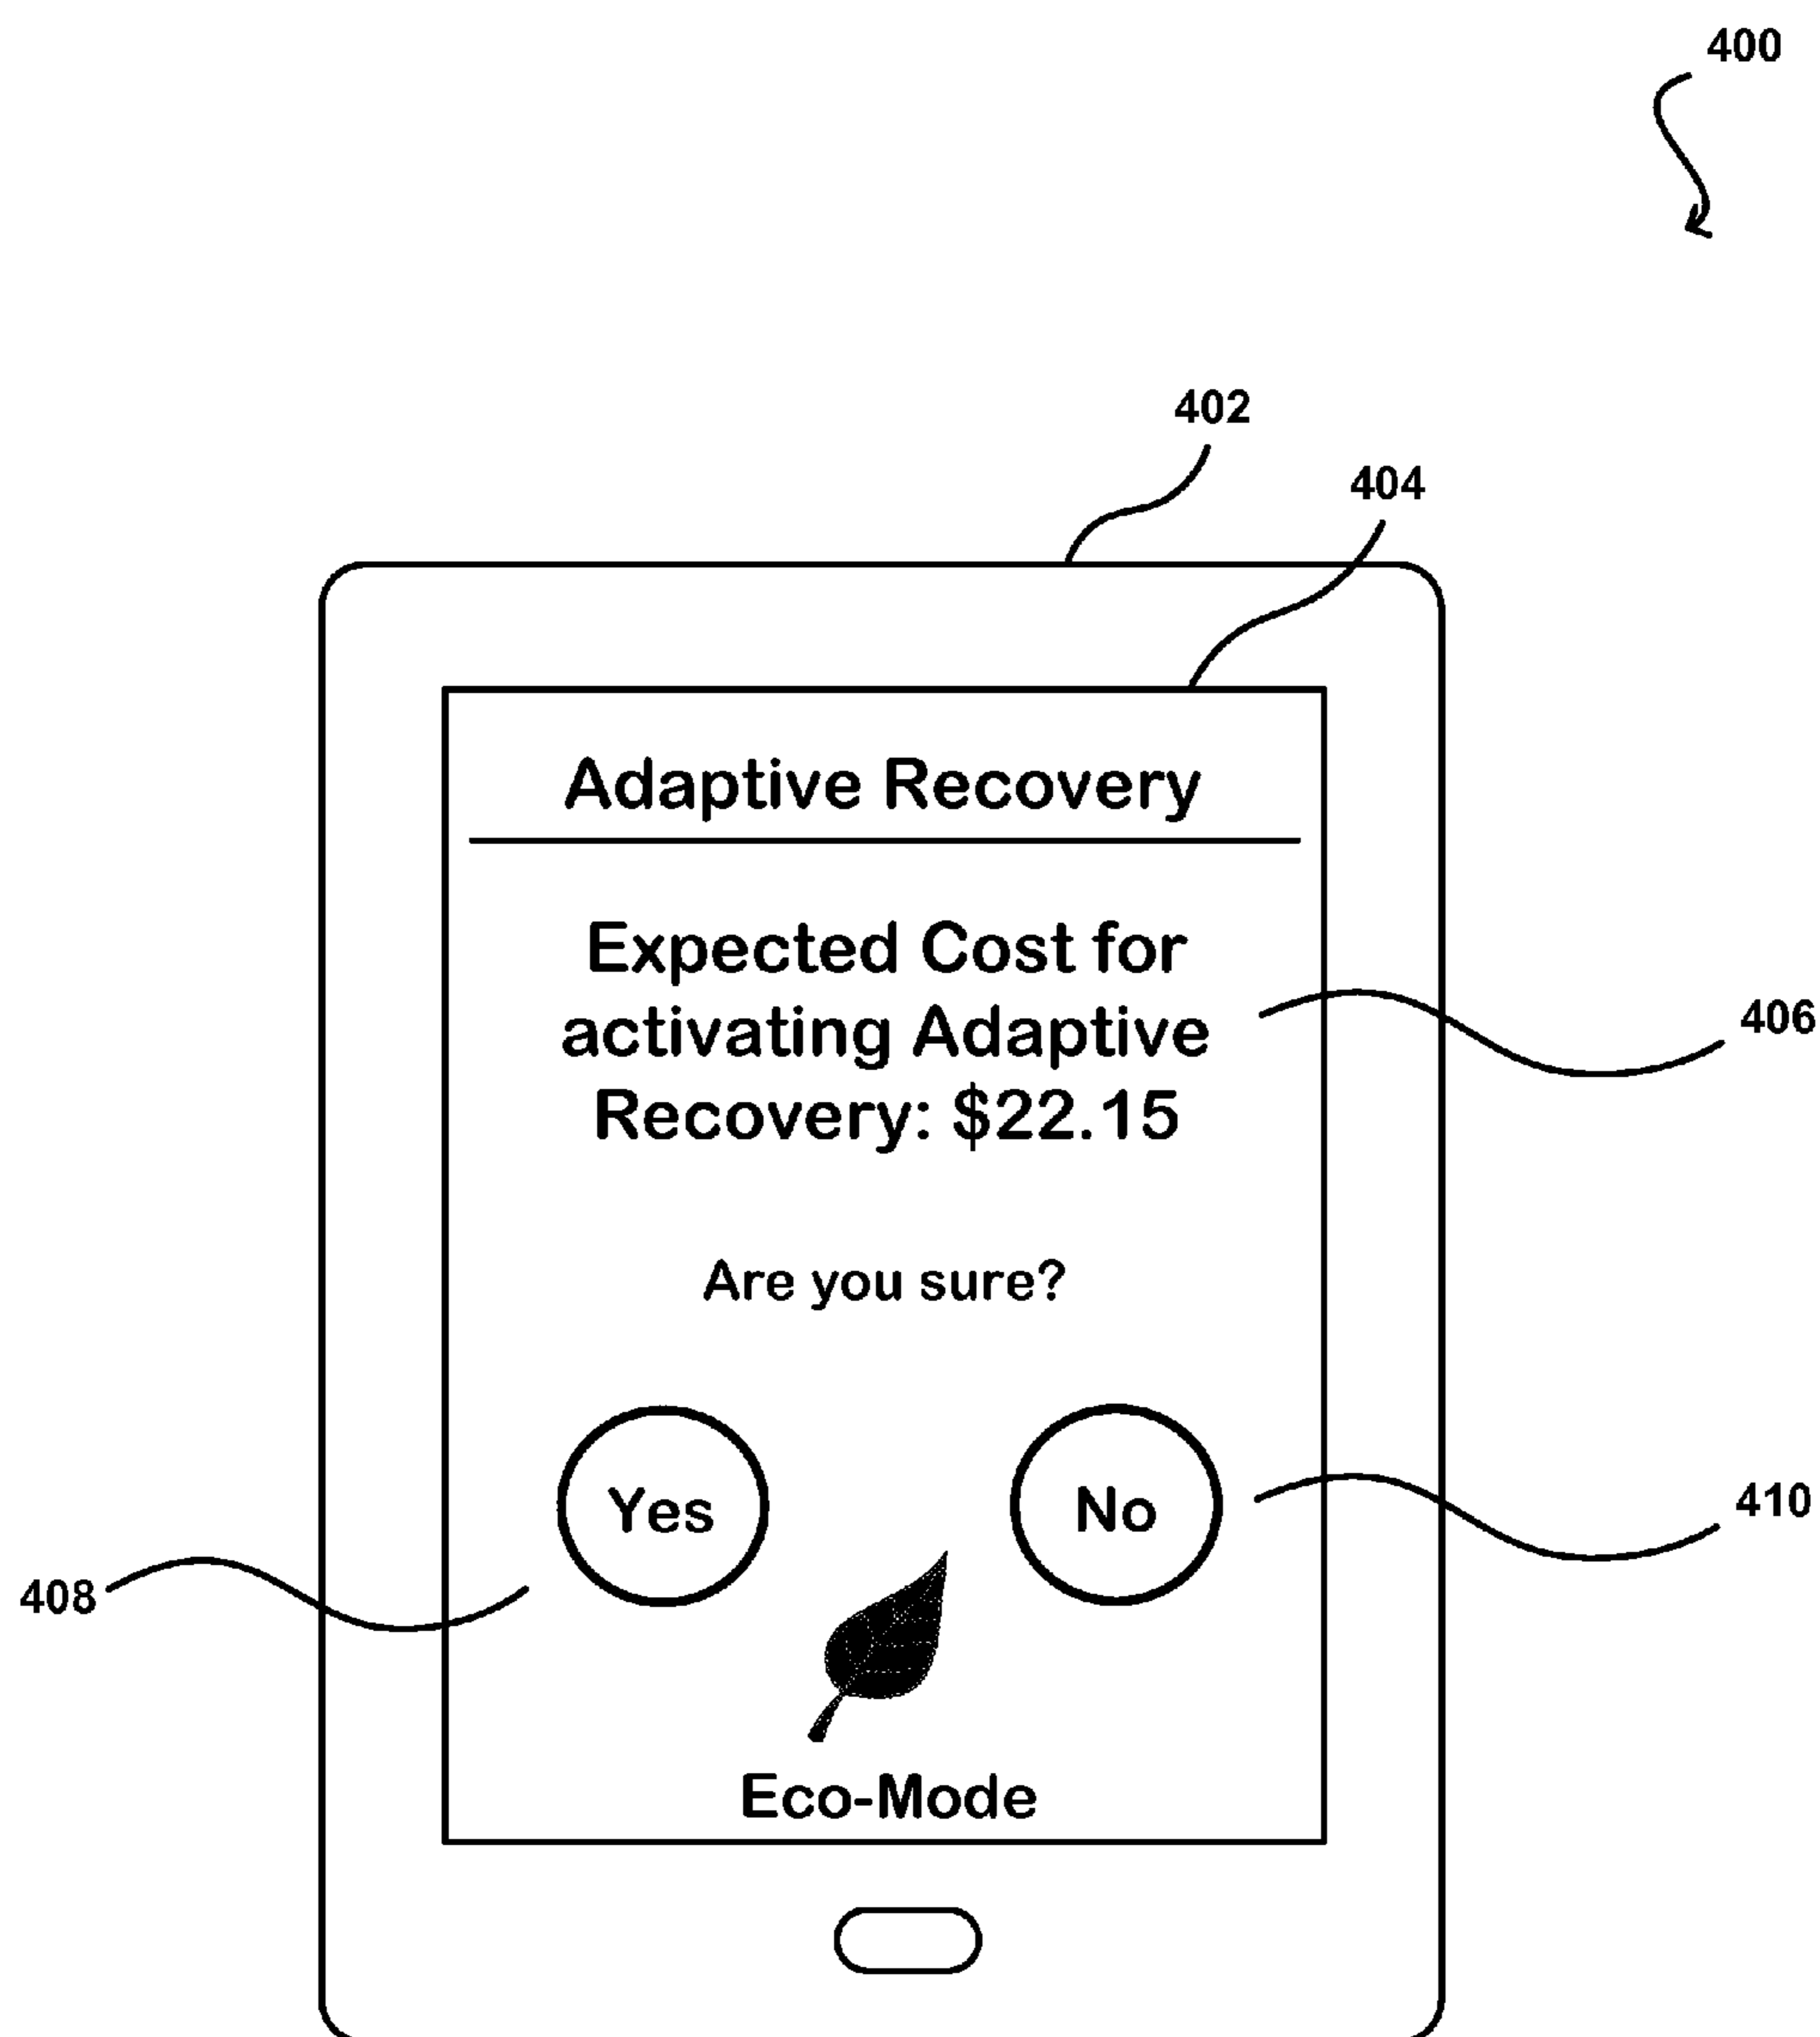 400
402
404
Adaptive Recovery
Expected Cost for
activating Adaptive
Recovery: $22.15
406
Are you sure?
Yes
No
410
408
Eco-Mode